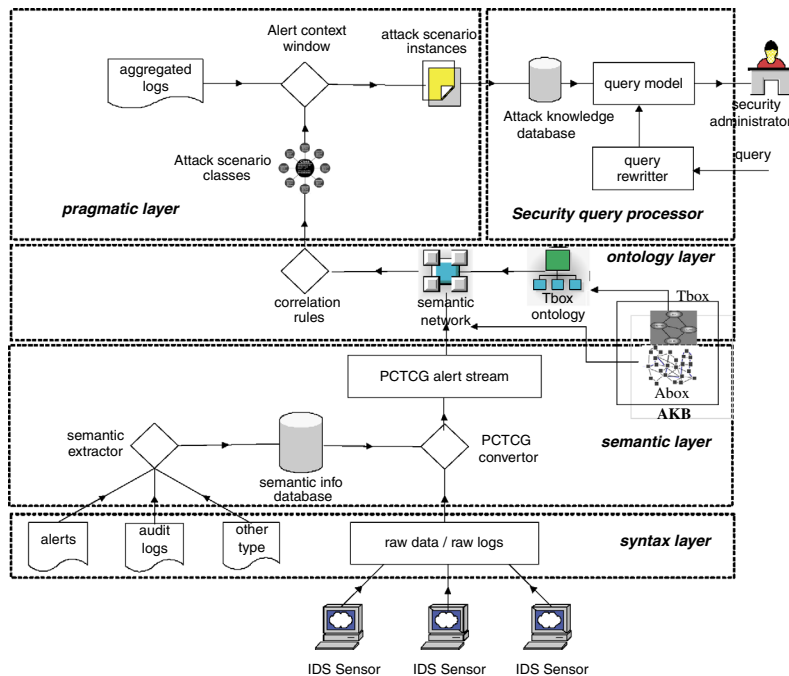 Alert context
window
attack scenario
instances
aggregated
logs
Attack scenario
classes
pragmatic layer
Attack knowledge
database
query model
security
administrator
query
rewritter
query
Security query processor
ontology layer
correlation
rules
semantic
network
Tbox
ontology
Tbox
Abox
AKB
PCTCG alert stream
semantic
extractor
semantic info
database
PCTCG
convertor
semantic layer
alerts
audit
logs
other
type
raw data / raw logs
syntax layer
IDS Sensor
IDS Sensor
IDS Sensor